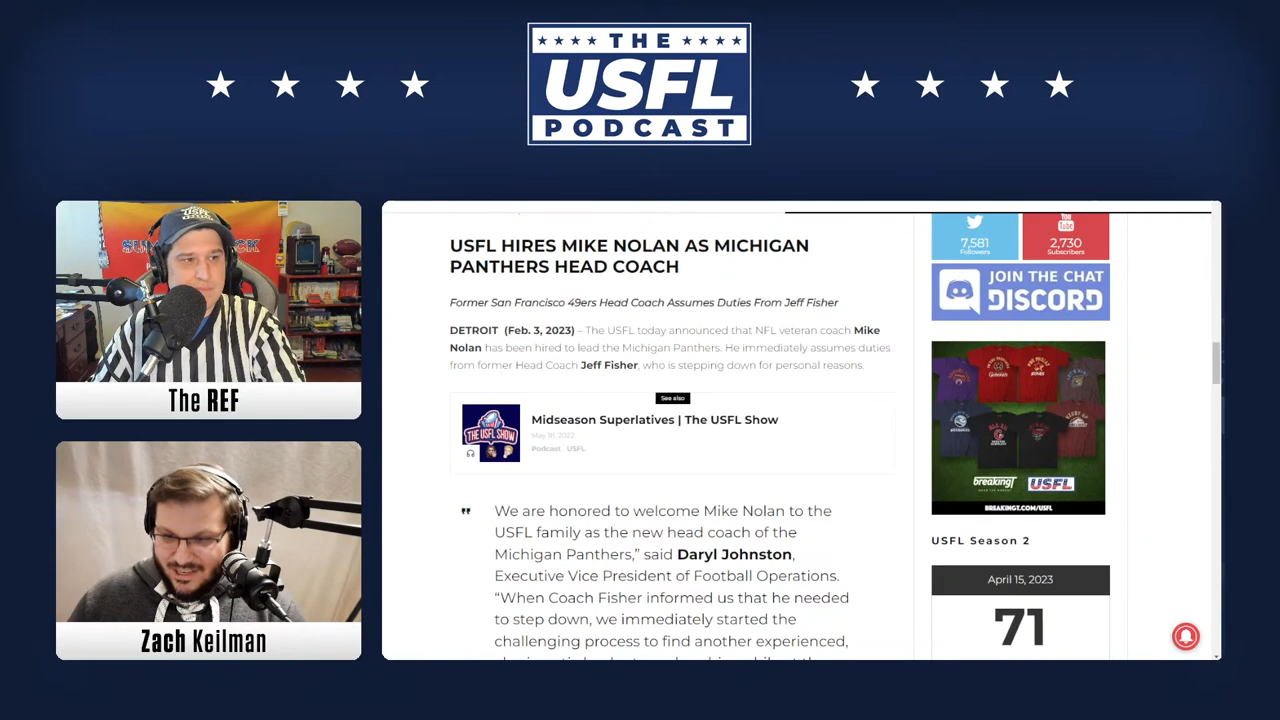 THE
USFL
PODCAST
The REF
Zach Keilman
USFL HIRES MIKE NOLAN AS MICHIGAN
PANTHERS HEAD COACH
Former San Francisco 49ers Head Coach Assumes Duties From Jeff Fisher
DETROIT (Feb. 3, 2023) – The USFL today announced that NFL veteran coach Mike
Nolan has been hired to lead the Michigan Panthers. He immediately assumes duties
from former Head Coach Jeff Fisher, who is stepping down for personal reasons.
See also
THE USFL SHOW
Midseason Superlatives | The USFL Show
May 18, 2022
Podcast USFL
We are honored to welcome Mike Nolan to the
USFL family as the new head coach of the
Michigan Panthers,” said Daryl Johnston,
Executive Vice President of Football Operations.
“When Coach Fisher informed us that he needed
to step down, we immediately started the
challenging process to find another experienced,
7,581
Followers
You
Tube
2,730
Subscribers
JOIN THE CHAT
DISCORD
breakingT
USFL
BREAKINGT.COM/USFL
USFL Season 2
April 15, 2023
71